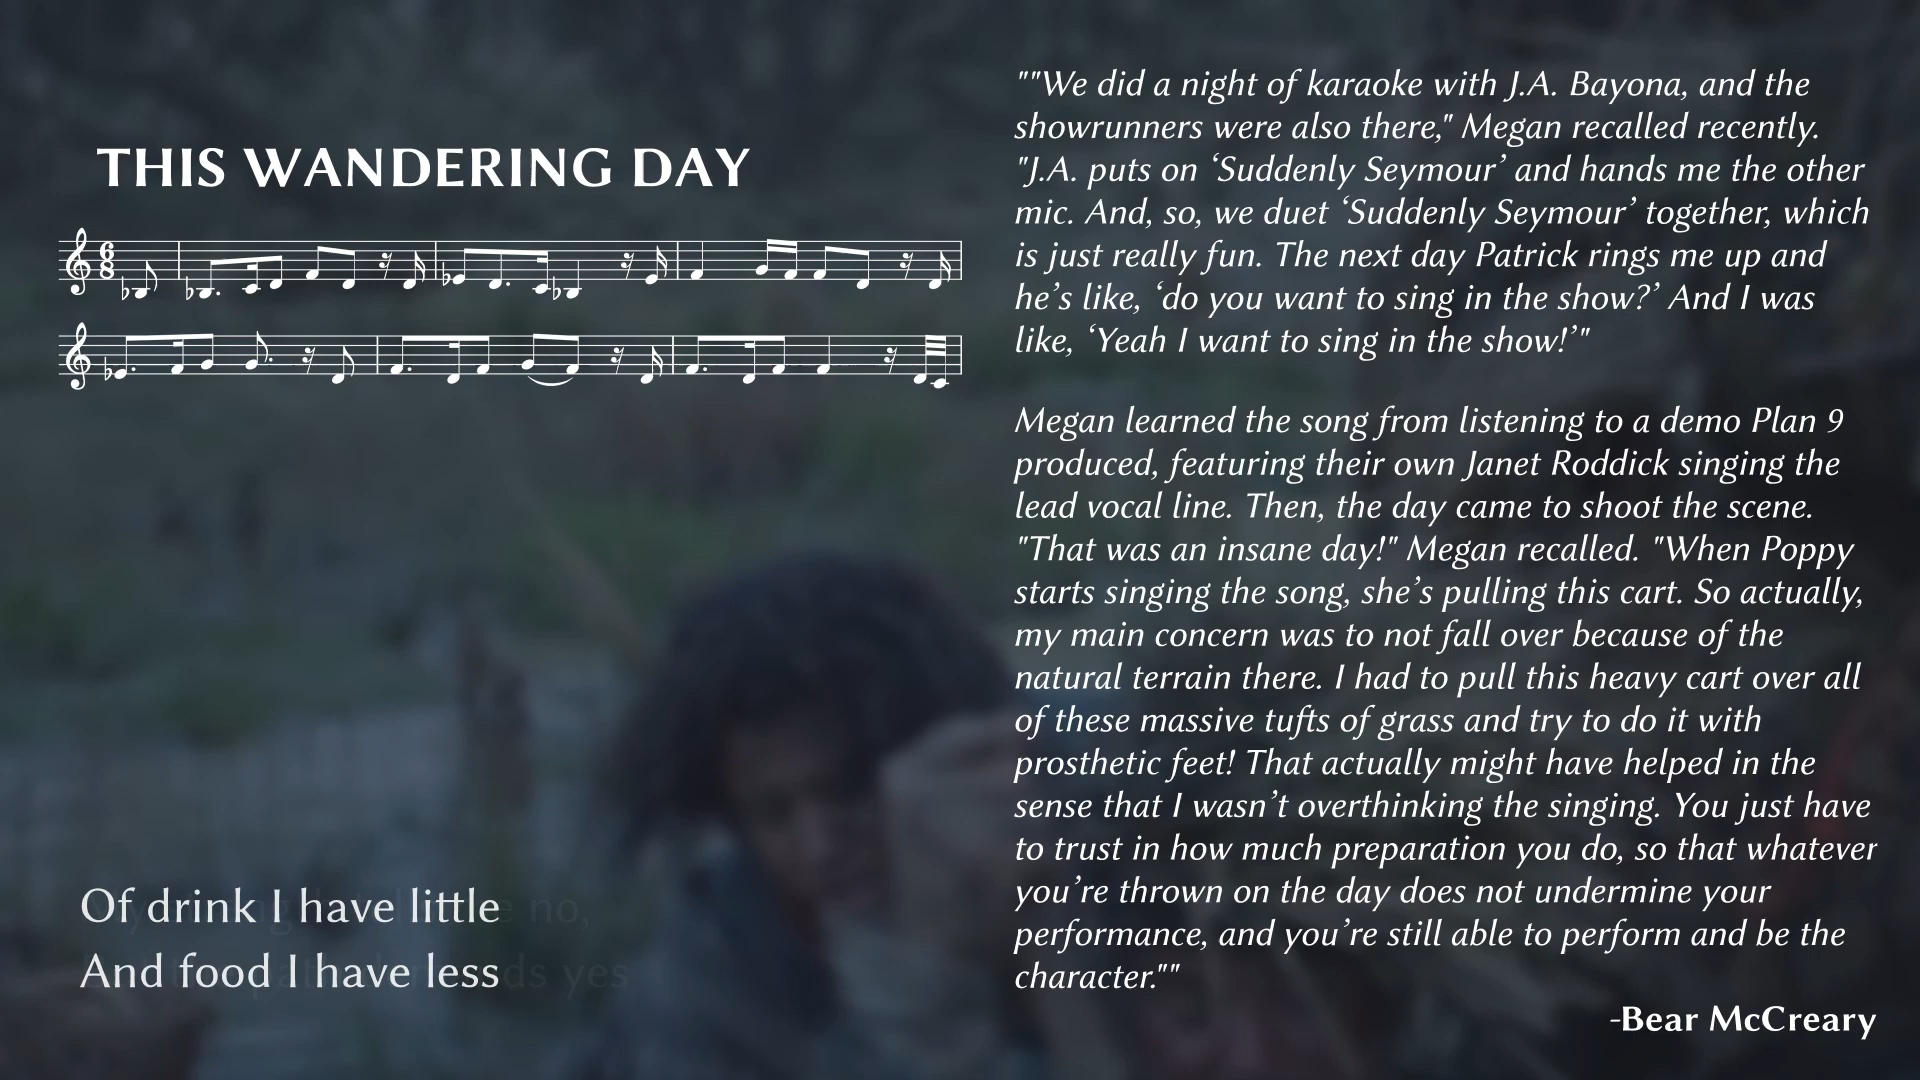 THIS WANDERING DAY
Of drink I have little
And food I have less
""We did a night of karaoke with J.A. Bayona, and the
showrunners were also there," Megan recalled recently.
"J.A. puts on ‘Suddenly Seymour’ and hands me the other
mic. And, so, we duet ‘Suddenly Seymour’ together, which
is just really fun. The next day Patrick rings me up and
he’s like, ‘do you want to sing in the show?’ And I was
like, ‘Yeah I want to sing in the show!’"
Megan learned the song from listening to a demo Plan 9
produced, featuring their own Janet Roddick singing the
lead vocal line. Then, the day came to shoot the scene.
"That was an insane day!" Megan recalled. "When Poppy
starts singing the song, she’s pulling this cart. So actually,
my main concern was to not fall over because of the
natural terrain there. I had to pull this heavy cart over all
of these massive tufts of grass and try to do it with
prosthetic feet! That actually might have helped in the
sense that I wasn’t overthinking the singing. You just have
to trust in how much preparation you do, so that whatever
you’re thrown on the day does not undermine your
performance, and you’re still able to perform and be the
character.""
-Bear McCreary